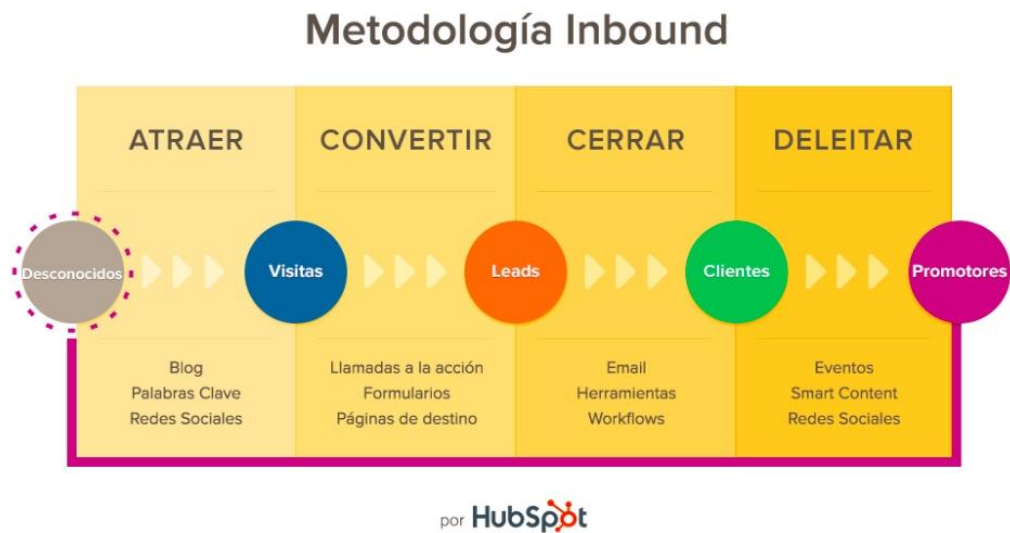 Metodología Inbound
ATRAER
CONVERTIR
CERRAR
DELEITAR
Desconocidos
Visitas
Leads
Clientes
Promotores
Blog
Palabras Clave
Redes Sociales
Llamadas a la acción
Formularios
Páginas de destino
Email
Herramientas
Workflows
Eventos
Smart Content
Redes Sociales
por HubSpot